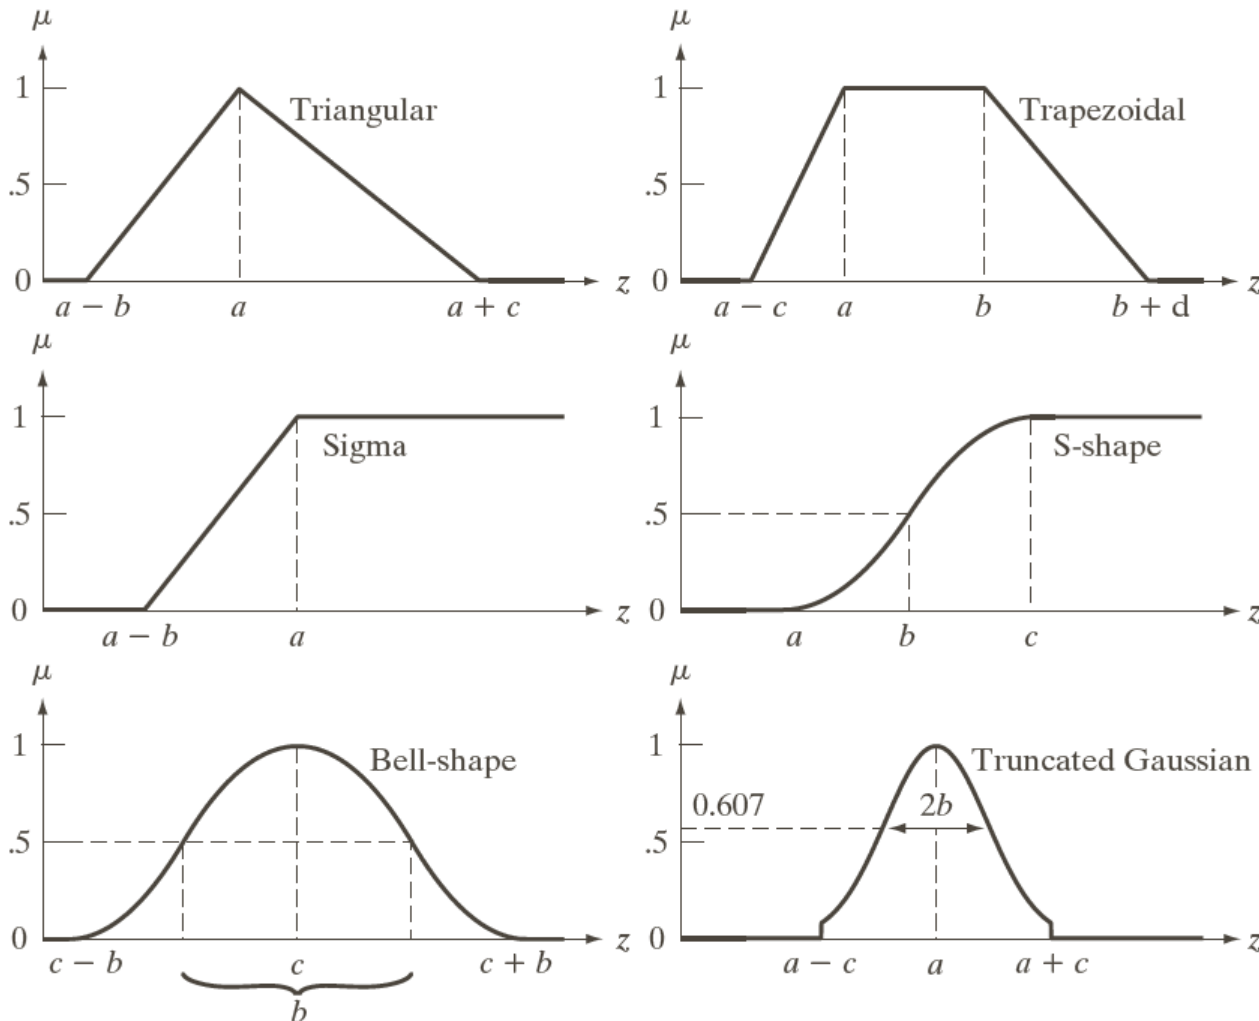 μ
1
Triangular
.5
0
a − b
a
a + c
z
μ
1
Trapezoidal
.5
0
a − c
a
b
b + d
z
μ
1
Sigma
.5
0
a − b
a
z
μ
1
S-shape
.5
0
a
b
c
z
μ
1
Bell-shape
.5
0
c − b
c
c + b
z
b
μ
1
Truncated Gaussian
0.607
2b
.5
0
a − c
a
a + c
z